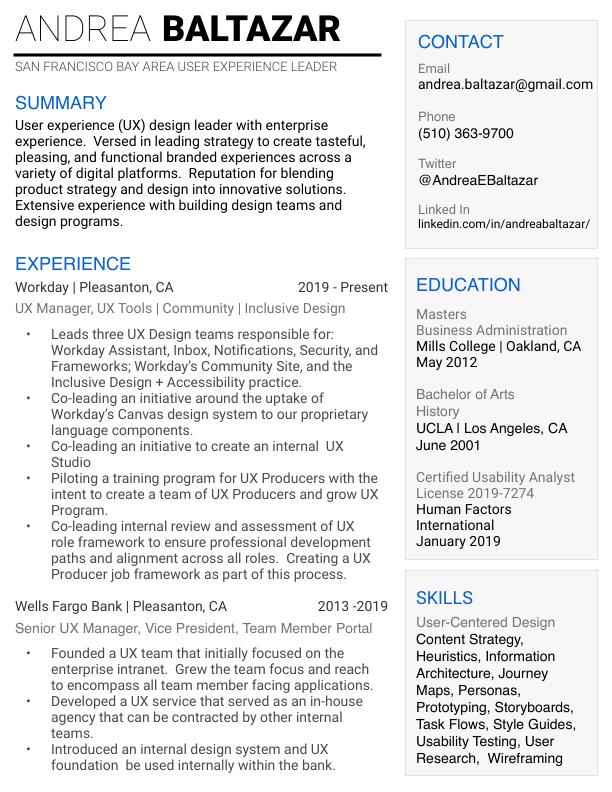 ANDREA BALTAZAR
SAN FRANCISCO BAY AREA USER EXPERIENCE LEADER
SUMMARY
User experience (UX) design leader with enterprise
experience.  Versed in leading strategy to create tasteful,
pleasing, and functional branded experiences across a
variety of digital platforms.  Reputation for blending
product strategy and design into innovative solutions.
Extensive experience with building design teams and
design programs.
EXPERIENCE
Workday | Pleasanton, CA 2019 - Present
UX Manager, UX Tools | Community | Inclusive Design
• Leads three UX Design teams responsible for:
Workday Assistant, Inbox, Notifications, Security, and
Frameworks; Workday's Community Site, and the
Inclusive Design + Accessibility practice.
• Co-leading an initiative around the uptake of
Workday's Canvas design system to our proprietary
language components.
• Co-leading an initiative to create an internal  UX
Studio
• Piloting a training program for UX Producers with the
intent to create a team of UX Producers and grow UX
Program.
• Co-leading internal review and assessment of UX
role framework to ensure professional development
paths and alignment across all roles.  Creating a UX
Producer job framework as part of this process.
Wells Fargo Bank | Pleasanton, CA 2013 -2019
Senior UX Manager, Vice President, Team Member Portal
• Founded a UX team that initially focused on the
enterprise intranet.  Grew the team focus and reach
to encompass all team member facing applications.
• Developed a UX service that served as an in-house
agency that can be contracted by other internal
teams.
• Introduced an internal design system and UX
foundation  be used internally within the bank.
CONTACT
Email
andrea.baltazar@gmail.com
Phone
(510) 363-9700
Twitter
@AndreaEBaltazar
Linked In
linkedin.com/in/andreabaltazar/
EDUCATION
Masters
Business Administration
Mills College | Oakland, CA
May 2012
Bachelor of Arts
History
UCLA | Los Angeles, CA
June 2001
Certified Usability Analyst
License 2019-7274
Human Factors
International
January 2019
SKILLS
User-Centered Design
Content Strategy,
Heuristics, Information
Architecture, Journey
Maps, Personas,
Prototyping, Storyboards,
Task Flows, Style Guides,
Usability Testing, User
Research,  Wireframing